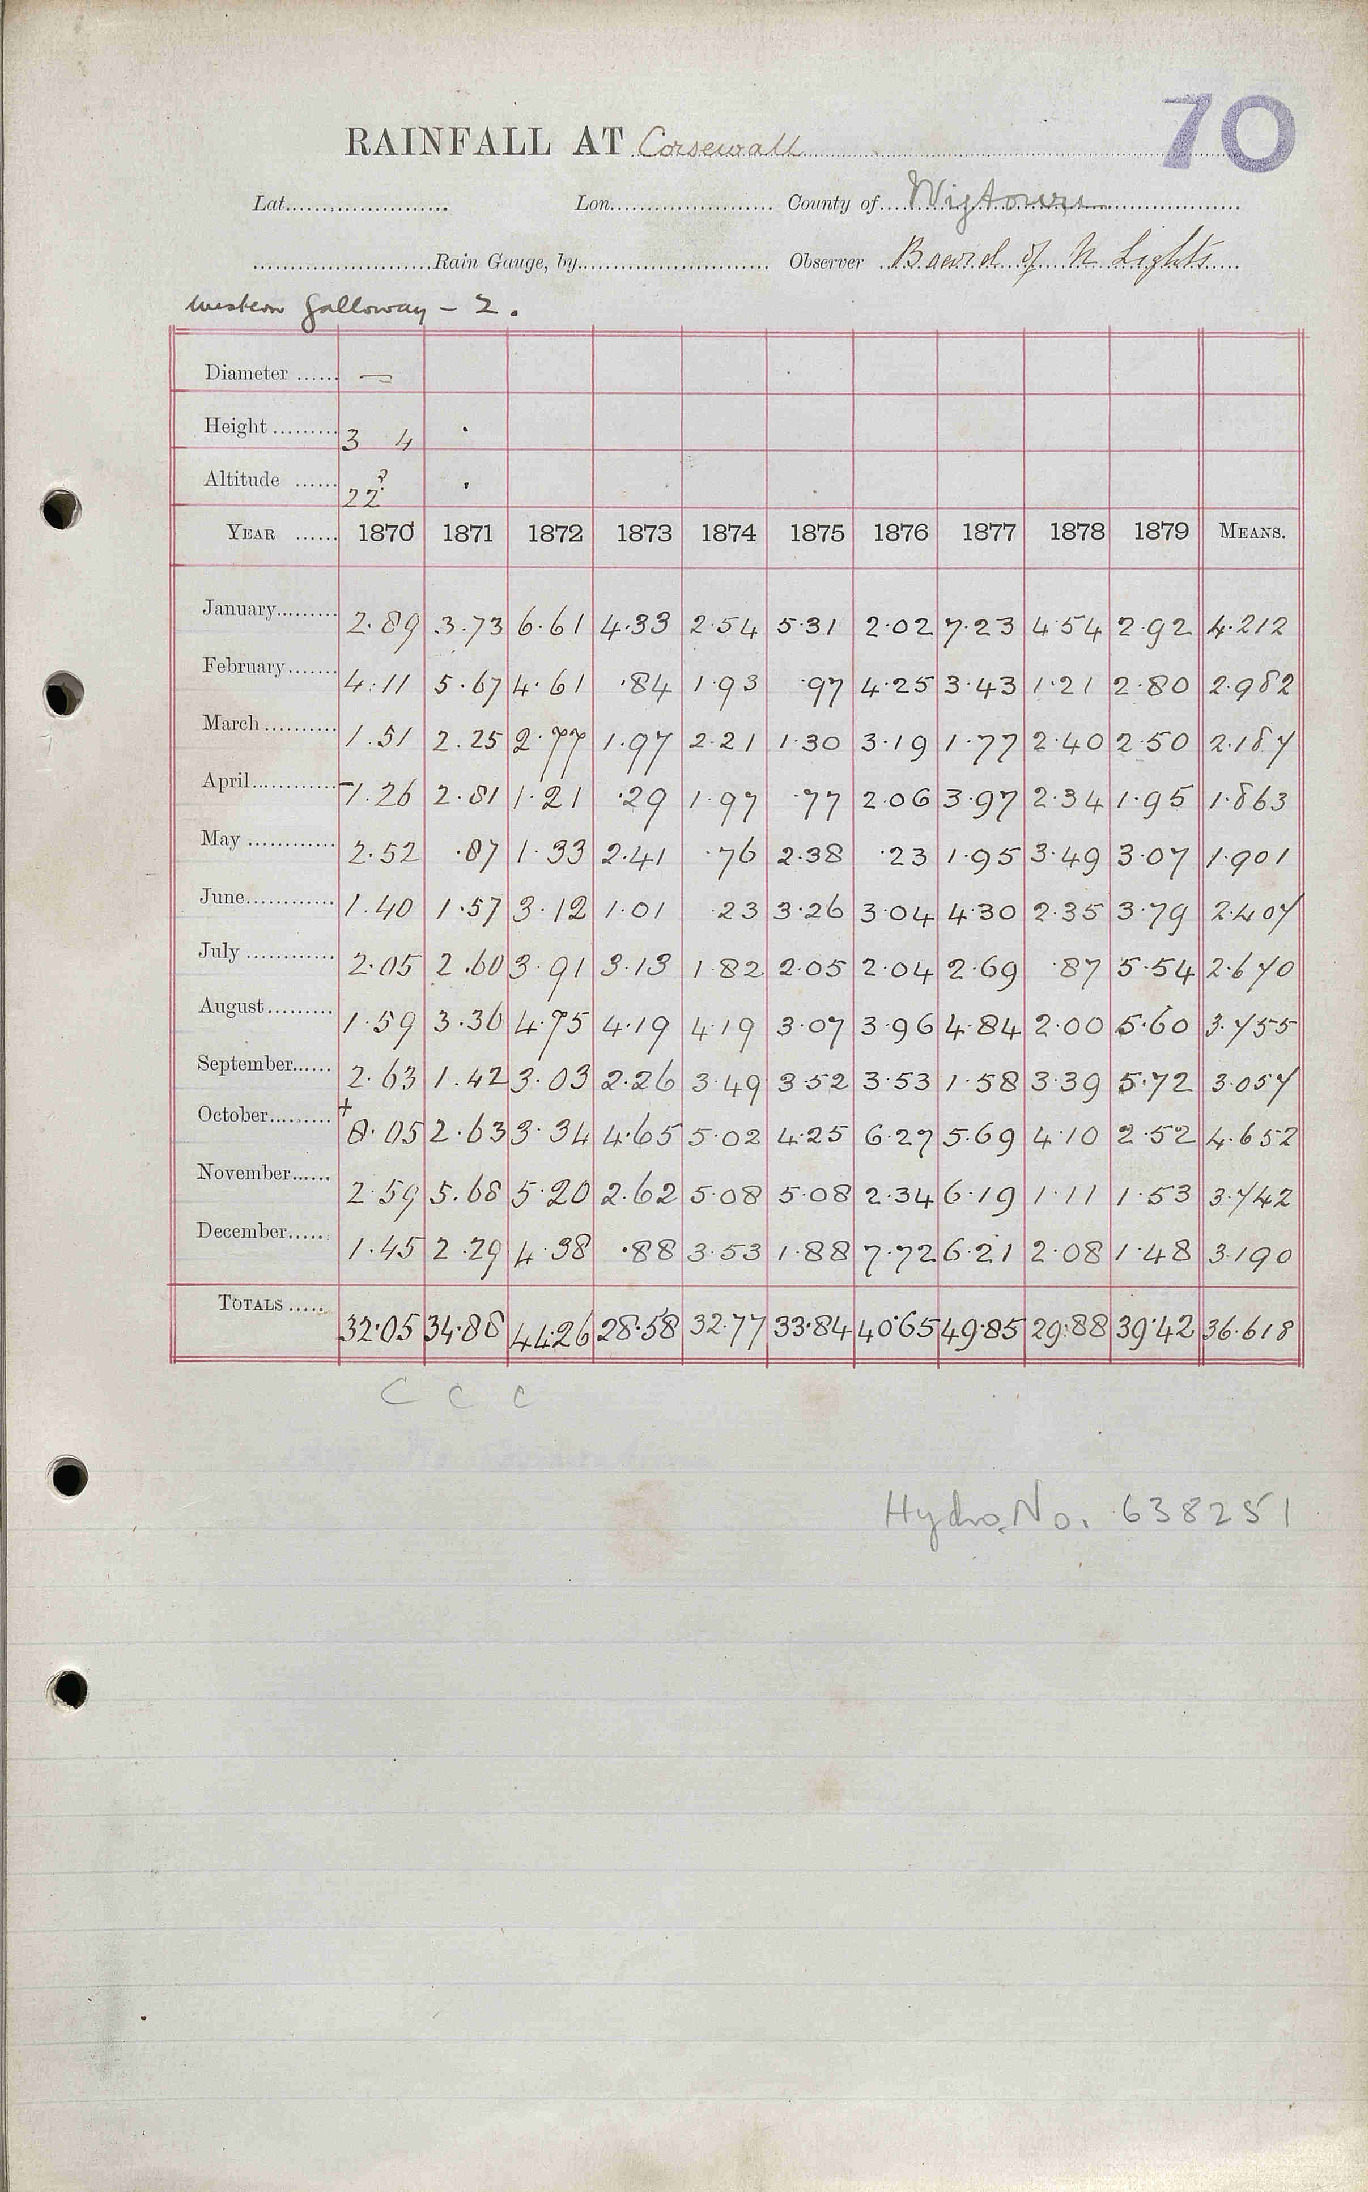 70
RAINFALL AT Corsewall
Lat. Lon. County of Wigtown
Rain Gauge, by Observer Board of N Lights
Western Galloway – 2.
Diameter —
Height 3 4 .
Altitude 22 ? .
YEAR 1870 1871 1872 1873 1874 1875 1876 1877 1878 1879 MEANS.
January 2.89 3.73 6.61 4.33 2.54 5.31 2.02 7.23 4.54 2.92 4.212
February 4.11 5.67 4.61 .84 1.93 .97 4.25 3.43 1.21 2.80 2.982
March 1.51 2.25 2.77 1.97 2.21 1.30 3.19 1.77 2.40 2.50 2.187
April 1.26 2.81 1.21 .29 1.97 .77 2.06 3.97 2.34 1.95 1.863
May 2.52 .87 1.33 2.41 .76 2.38 .23 1.95 3.49 3.07 1.901
June 1.40 1.57 3.12 1.01 .23 3.26 3.04 4.30 2.35 3.79 2.407
July 2.05 2.60 3.91 3.13 1.82 2.05 2.04 2.69 .87 5.54 2.670
August 1.59 3.36 4.75 4.19 4.19 3.07 3.96 4.84 2.00 5.60 3.755
September 2.63 1.42 3.03 2.26 3.49 3.52 3.53 1.58 3.39 5.72 3.057
October + 8.05 2.63 3.34 4.65 5.02 4.25 6.27 5.69 4.10 2.52 4.652
November 2.59 5.68 5.20 2.62 5.08 5.08 2.34 6.19 1.11 1.53 3.742
December 1.45 2.29 4.38 .88 3.53 1.88 7.72 6.21 2.08 1.48 3.190
TOTALS 32.05 34.88 44.26 28.58 32.77 33.84 40.65 49.85 29.88 39.42 36.618
C C C
Hydro. No. 638251